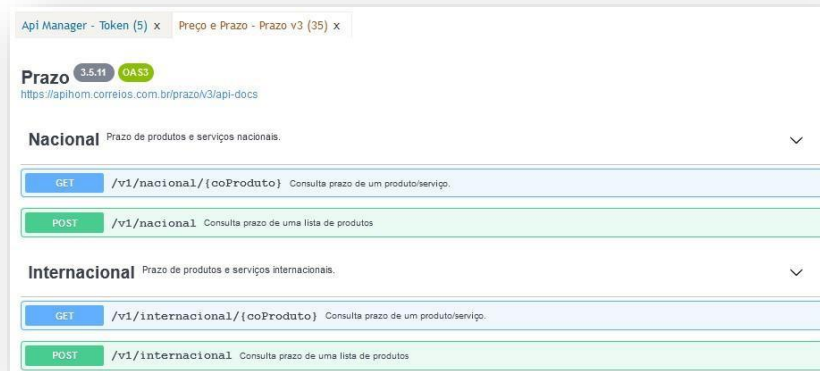 Api Manager - Token (5) x Preço e Prazo - Prazo v3 (35) x
Prazo 3.5.11 OAS3
https://apihom.correios.com.br/prazo/v3/api-docs
Nacional Prazo de produtos e serviços nacionais.
GET /v1/nacional/{coProduto} Consulta prazo de um produto/serviço.
POST /v1/nacional Consulta prazo de uma lista de produtos
Internacional Prazo de produtos e serviços internacionais.
GET /v1/internacional/{coProduto} Consulta prazo de um produto/serviço.
POST /v1/internacional Consulta prazo de uma lista de produtos